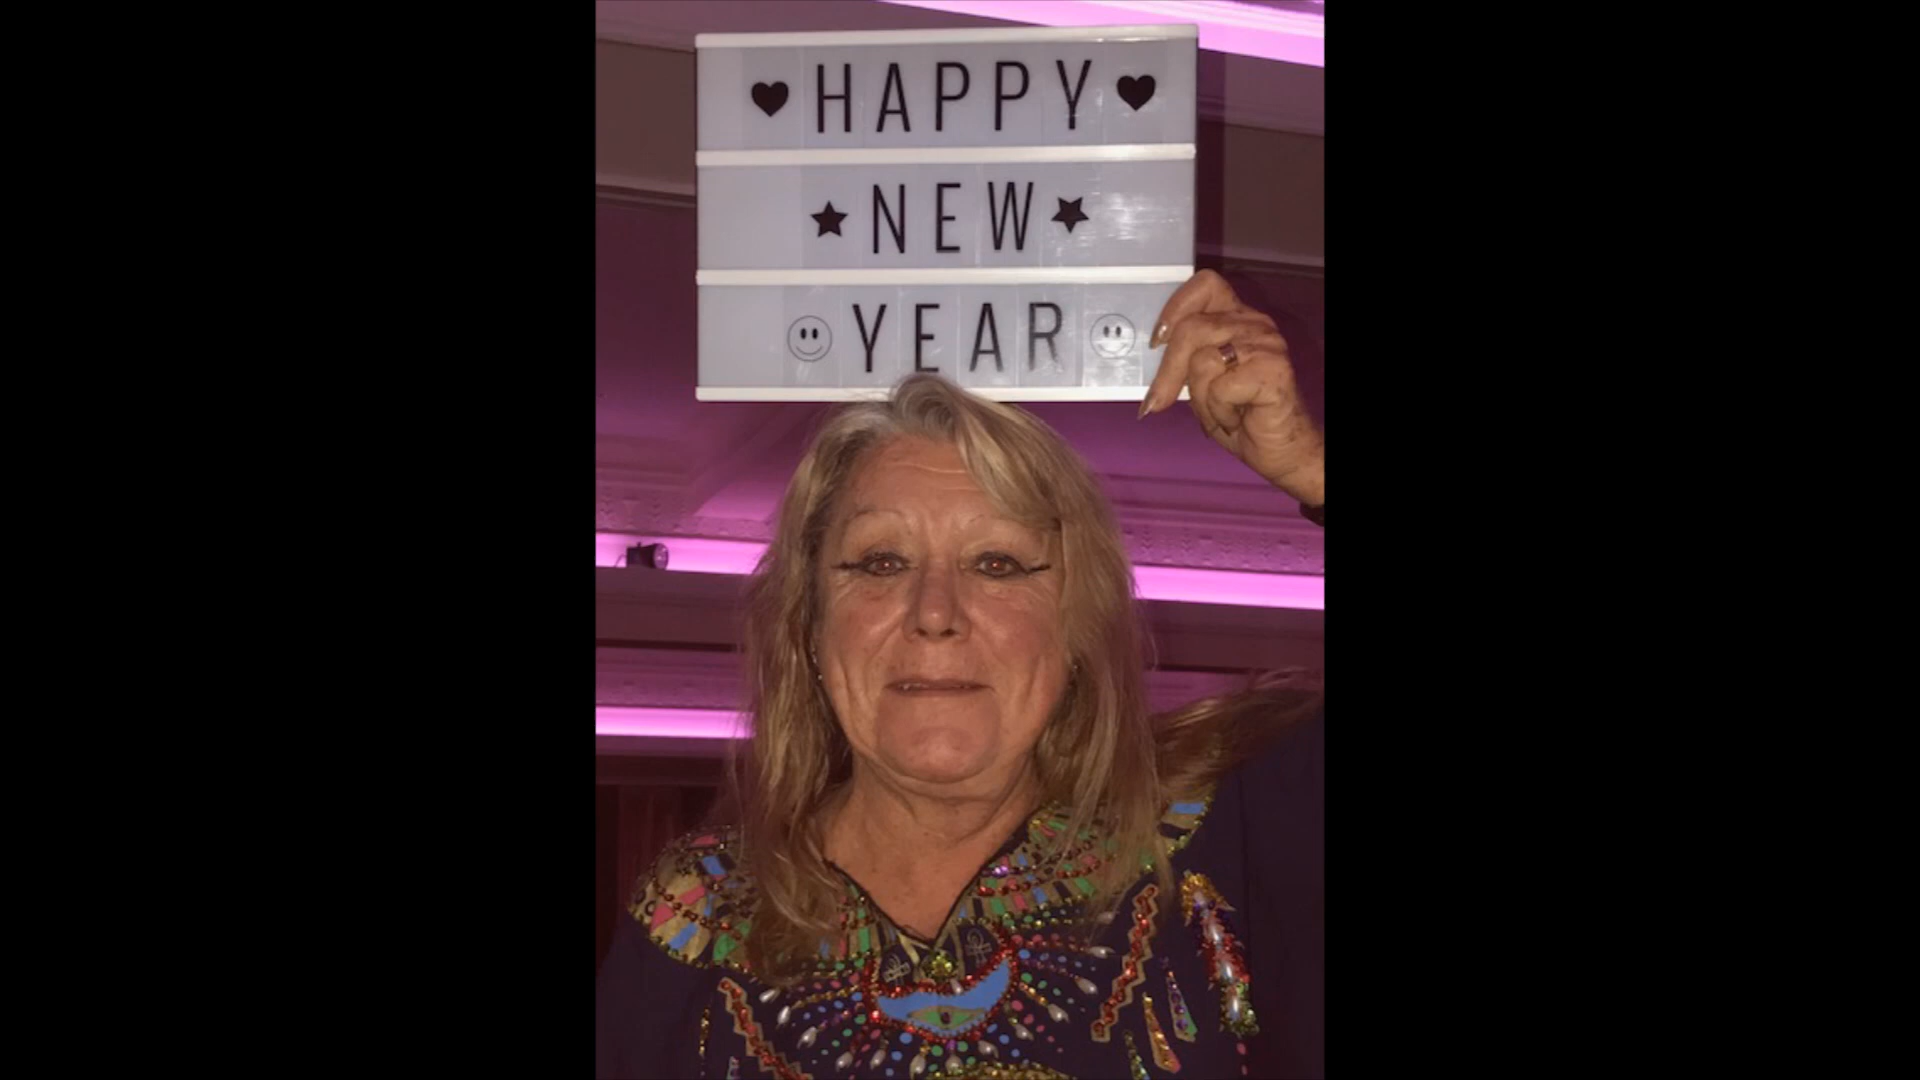 ♥ HAPPY ♥
★ NEW ★
☺ YEAR ☺